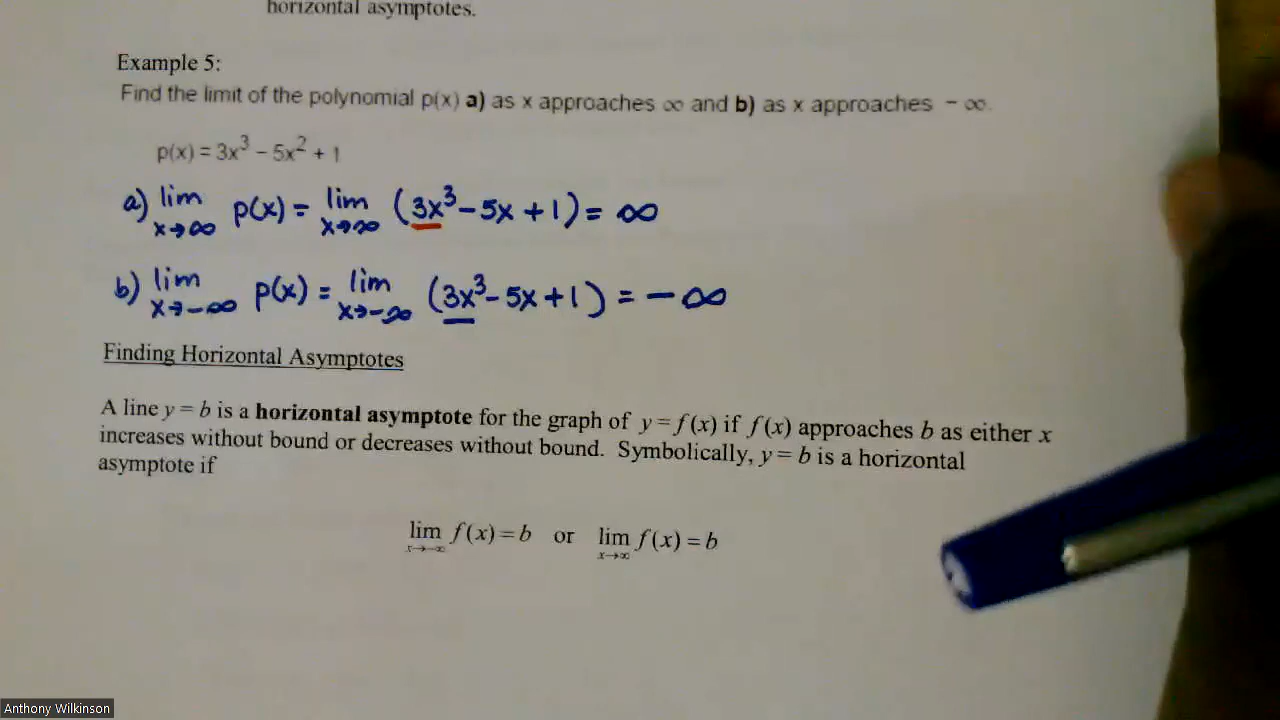 horizontal asymptotes.
Example 5:
Find the limit of the polynomial p(x) a) as x approaches ∞ and b) as x approaches − ∞.
p(x) = 3x³ − 5x² + 1
a) lim x→∞ p(x) = lim x→∞ (3x³ − 5x + 1) = ∞
b) lim x→−∞ p(x) = lim x→−∞ (3x³ − 5x + 1) = −∞
Finding Horizontal Asymptotes
A line y = b is a horizontal asymptote for the graph of y = f(x) if f(x) approaches b as either x
increases without bound or decreases without bound. Symbolically, y = b is a horizontal
asymptote if
lim x→−∞ f(x) = b or lim x→∞ f(x) = b
Anthony Wilkinson